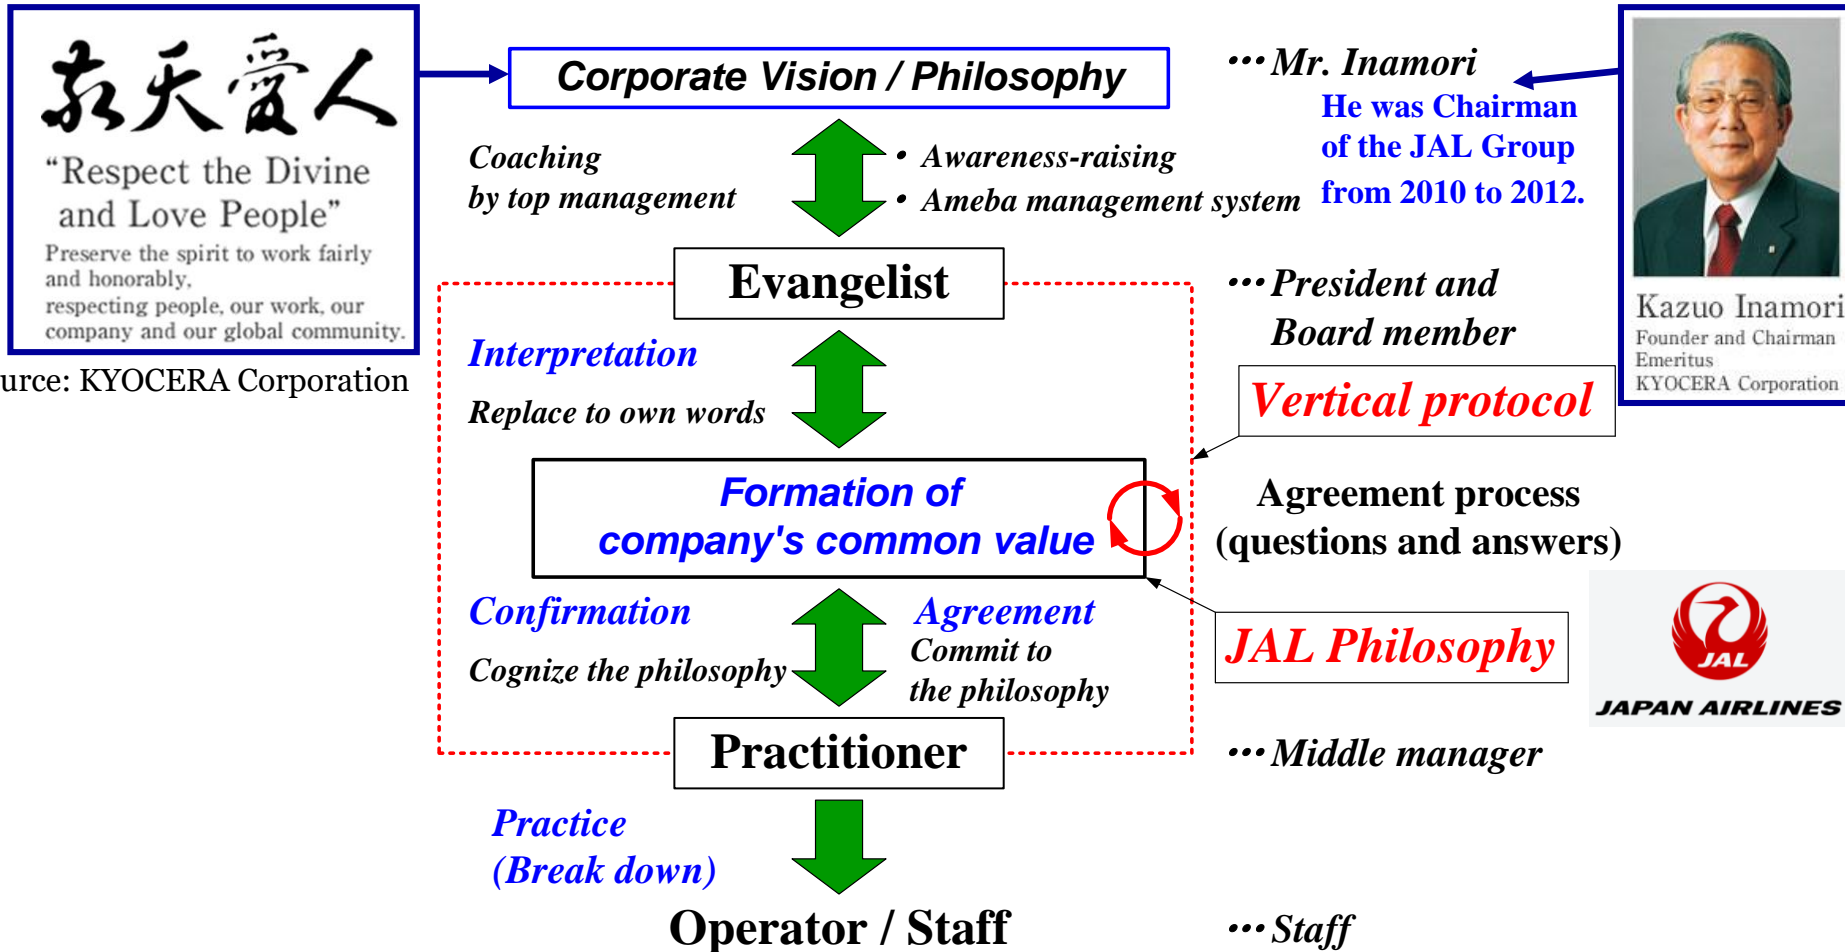 敬天愛人
“Respect the Divine
and Love People”
Preserve the spirit to work fairly
and honorably,
respecting people, our work, our
company and our global community.
urce: KYOCERA Corporation
Corporate Vision / Philosophy
Coaching
by top management
• Awareness-raising
• Ameba management system
Evangelist
Interpretation
Replace to own words
Formation of
company's common value
Confirmation
Cognize the philosophy
Agreement
Commit to
the philosophy
Practitioner
Practice
(Break down)
Operator / Staff
••• Mr. Inamori
He was Chairman
of the JAL Group
from 2010 to 2012.
••• President and
Board member
Vertical protocol
Agreement process
(questions and answers)
JAL Philosophy
••• Middle manager
••• Staff
Kazuo Inamori
Founder and Chairman
Emeritus
KYOCERA Corporation
JAL
JAPAN AIRLINES